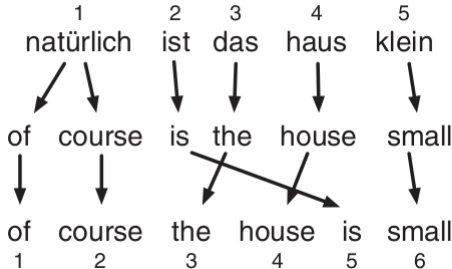 1 2 3 4 5
natürlich ist das haus klein
of course is the house small
of course the house is small
1 2 3 4 5 6